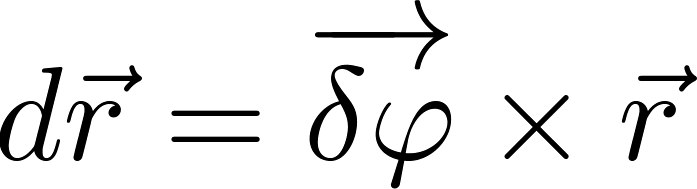 $d\vec{r} = \overrightarrow{\delta\varphi} \times \vec{r}$